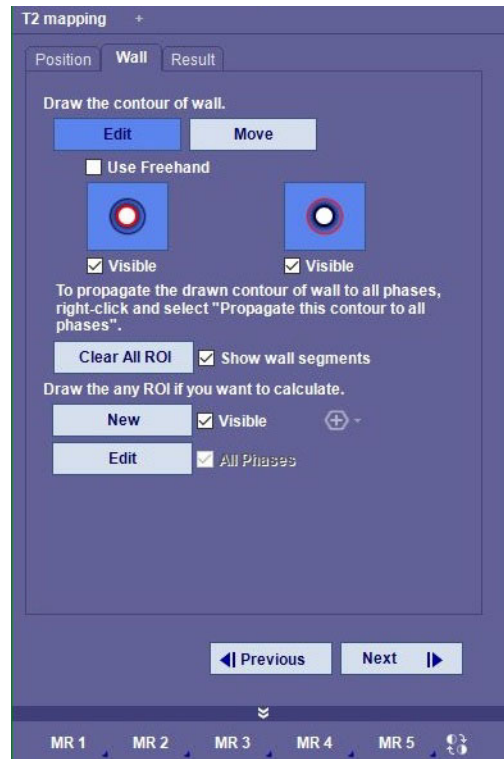 T2 mapping +
Position Wall Result
Draw the contour of wall.
Edit Move
Use Freehand
Visible Visible
To propagate the drawn contour of wall to all phases,
right-click and select "Propagate this contour to all
phases".
Clear All ROI Show wall segments
Draw the any ROI if you want to calculate.
New Visible
Edit All Phases
Previous Next
MR 1 MR 2 MR 3 MR 4 MR 5